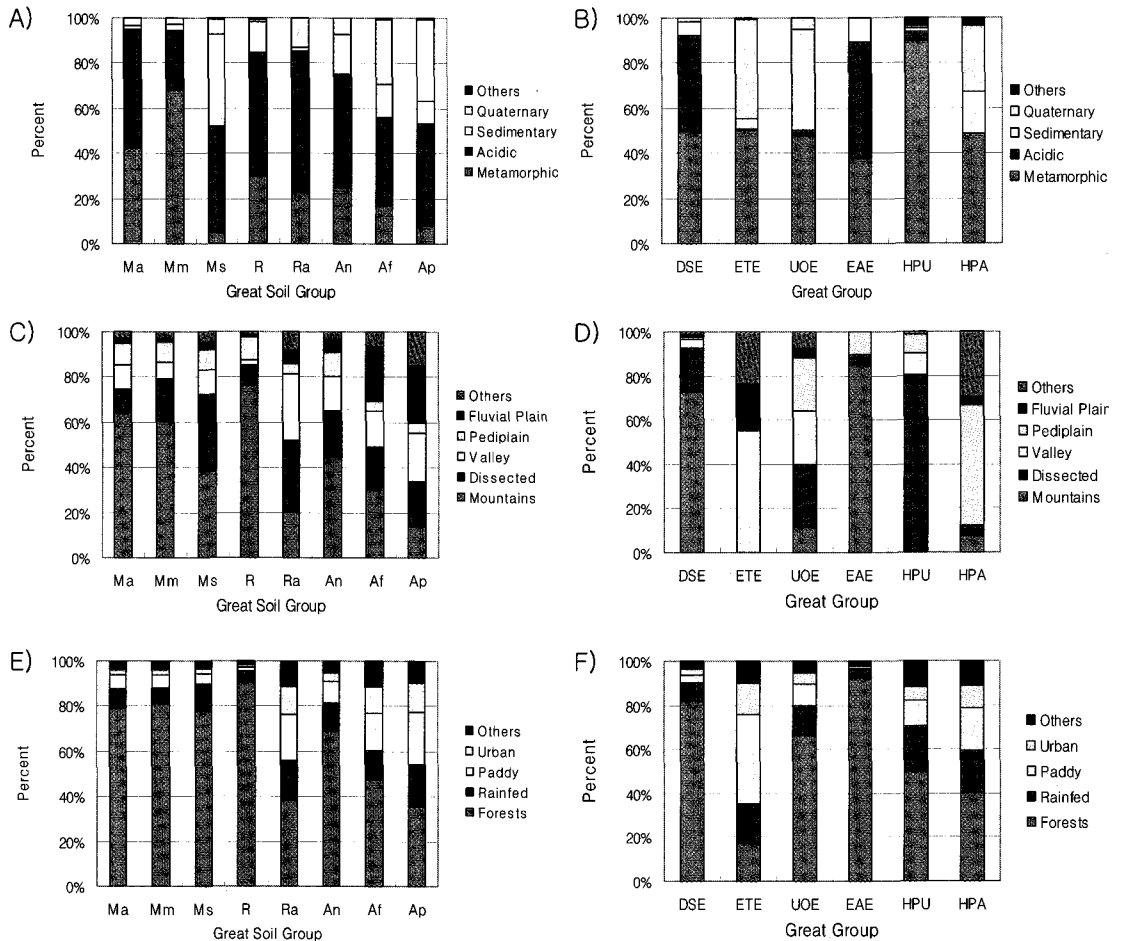 A)
Percent
100%
80%
60%
40%
20%
0%
Ma Mm Ms R Ra An Af Ap
Great Soil Group
Others
Quaternary
Sedimentary
Acidic
Metamorphic
B)
Percent
100%
80%
60%
40%
20%
0%
DSE ETE UOE EAE HPU HPA
Great Group
Others
Quaternary
Sedimentary
Acidic
Metamorphic
C)
Percent
100%
80%
60%
40%
20%
0%
Ma Mm Ms R Ra An Af Ap
Great Soil Group
Others
Fluvial Plain
Pediplain
Valley
Dissected
Mountains
D)
Percent
100%
80%
60%
40%
20%
0%
DSE ETE UOE EAE HPU HPA
Great Group
Others
Fluvial Plain
Pediplain
Valley
Dissected
Mountains
E)
Percent
100%
80%
60%
40%
20%
0%
Ma Mm Ms R Ra An Af Ap
Great Soil Group
Others
Urban
Paddy
Rainfed
Forests
F)
Percent
100%
80%
60%
40%
20%
0%
DSE ETE UOE EAE HPU HPA
Great Group
Others
Urban
Paddy
Rainfed
Forests